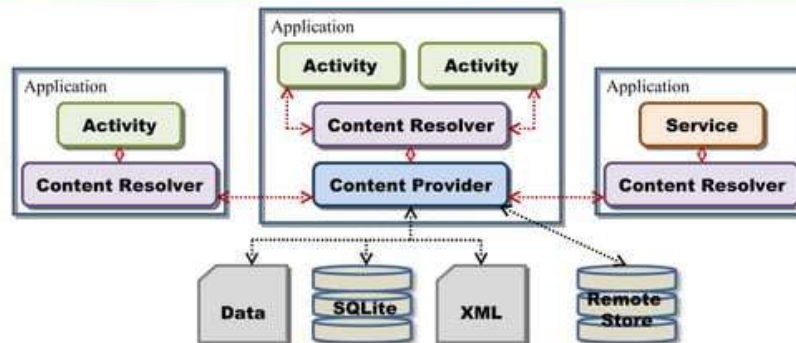 Application
Activity
Activity
Content Resolver
Content Provider
Application
Activity
Content Resolver
Application
Service
Content Resolver
Data
SQLite
XML
Remote
Store